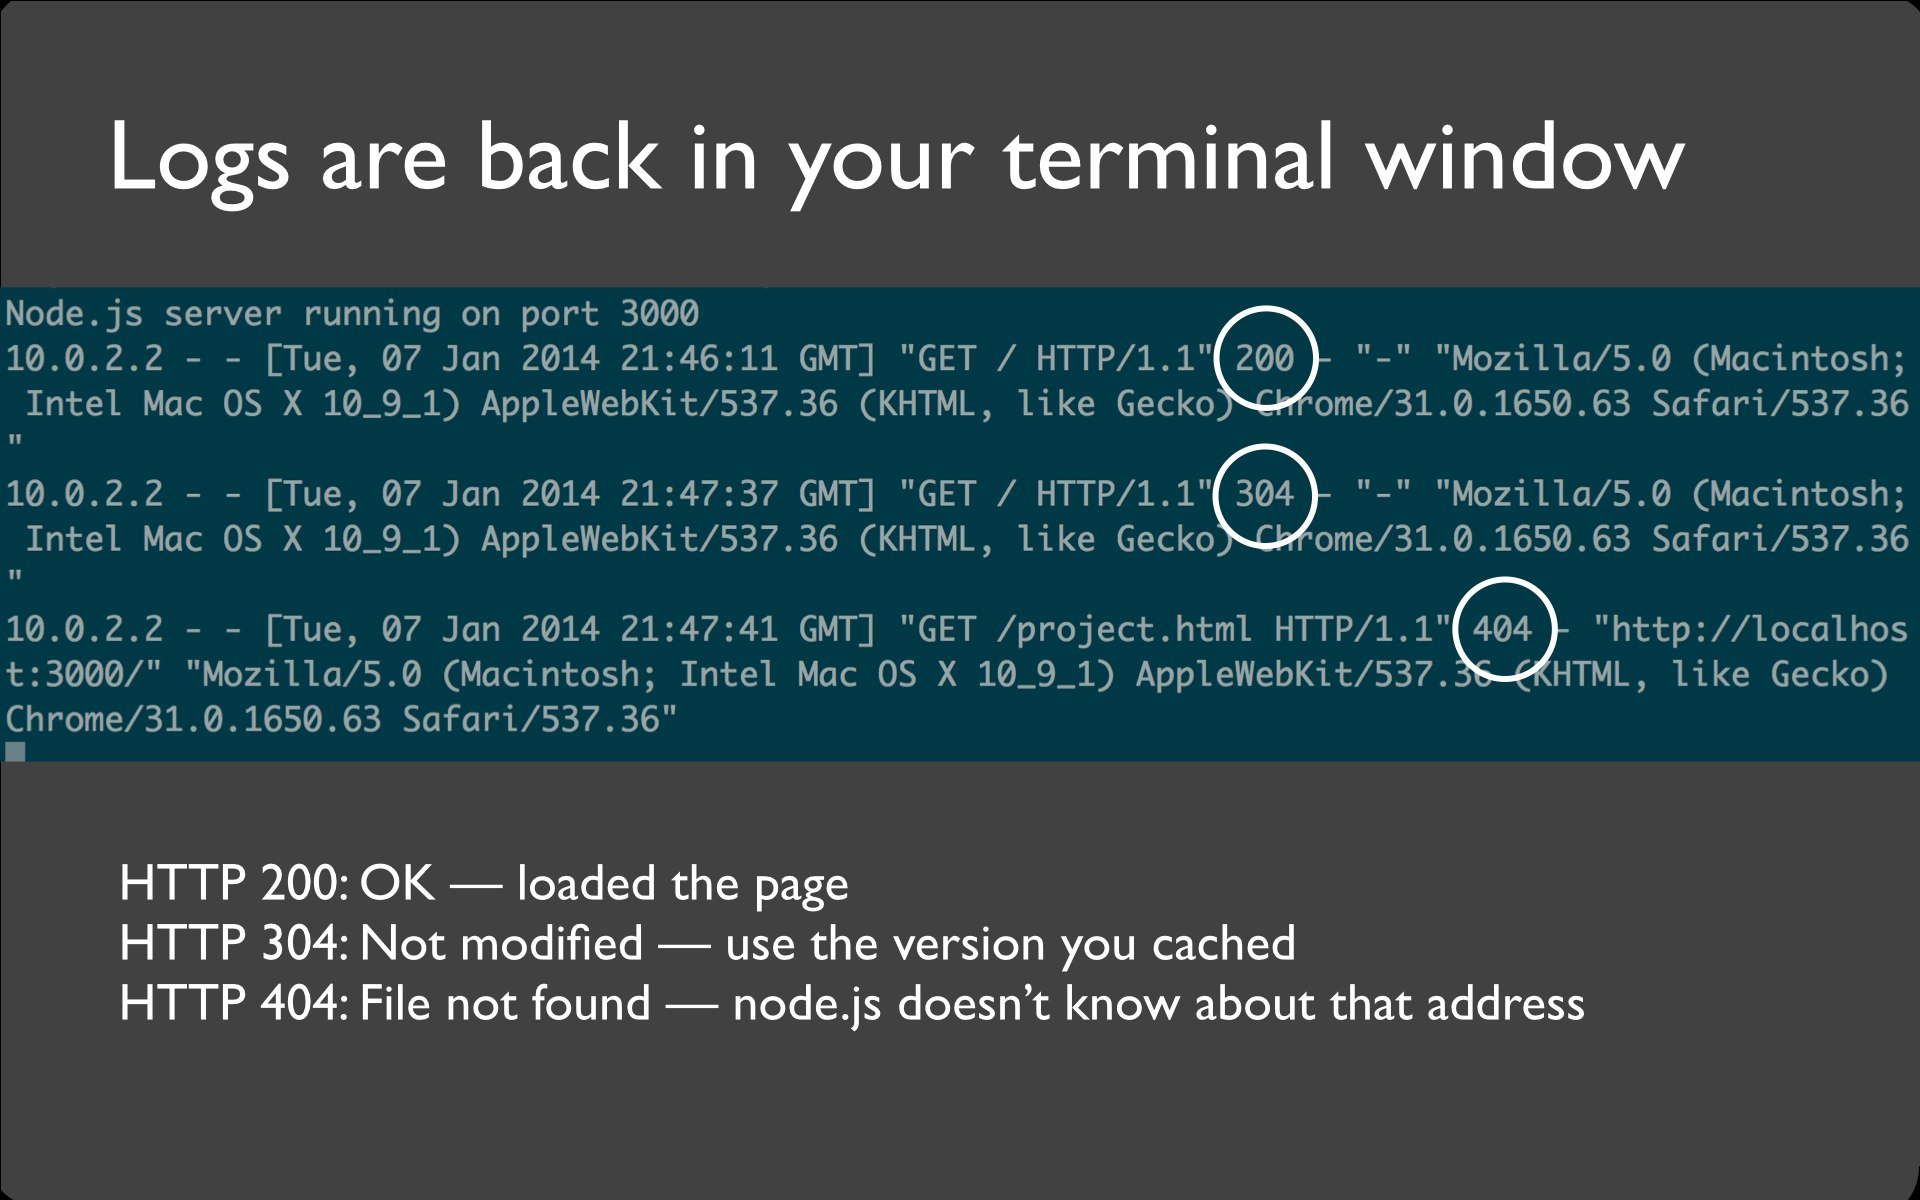 Logs are back in your terminal window
Node.js server running on port 3000
10.0.2.2 - - [Tue, 07 Jan 2014 21:46:11 GMT] "GET / HTTP/1.1" 200 - "-" "Mozilla/5.0 (Macintosh;
Intel Mac OS X 10_9_1) AppleWebKit/537.36 (KHTML, like Gecko) Chrome/31.0.1650.63 Safari/537.36
"
10.0.2.2 - - [Tue, 07 Jan 2014 21:47:37 GMT] "GET / HTTP/1.1" 304 - "-" "Mozilla/5.0 (Macintosh;
Intel Mac OS X 10_9_1) AppleWebKit/537.36 (KHTML, like Gecko) Chrome/31.0.1650.63 Safari/537.36
"
10.0.2.2 - - [Tue, 07 Jan 2014 21:47:41 GMT] "GET /project.html HTTP/1.1" 404 - "http://localhos
t:3000/" "Mozilla/5.0 (Macintosh; Intel Mac OS X 10_9_1) AppleWebKit/537.36 (KHTML, like Gecko)
Chrome/31.0.1650.63 Safari/537.36"
HTTP 200: OK — loaded the page
HTTP 304: Not modified — use the version you cached
HTTP 404: File not found — node.js doesn’t know about that address